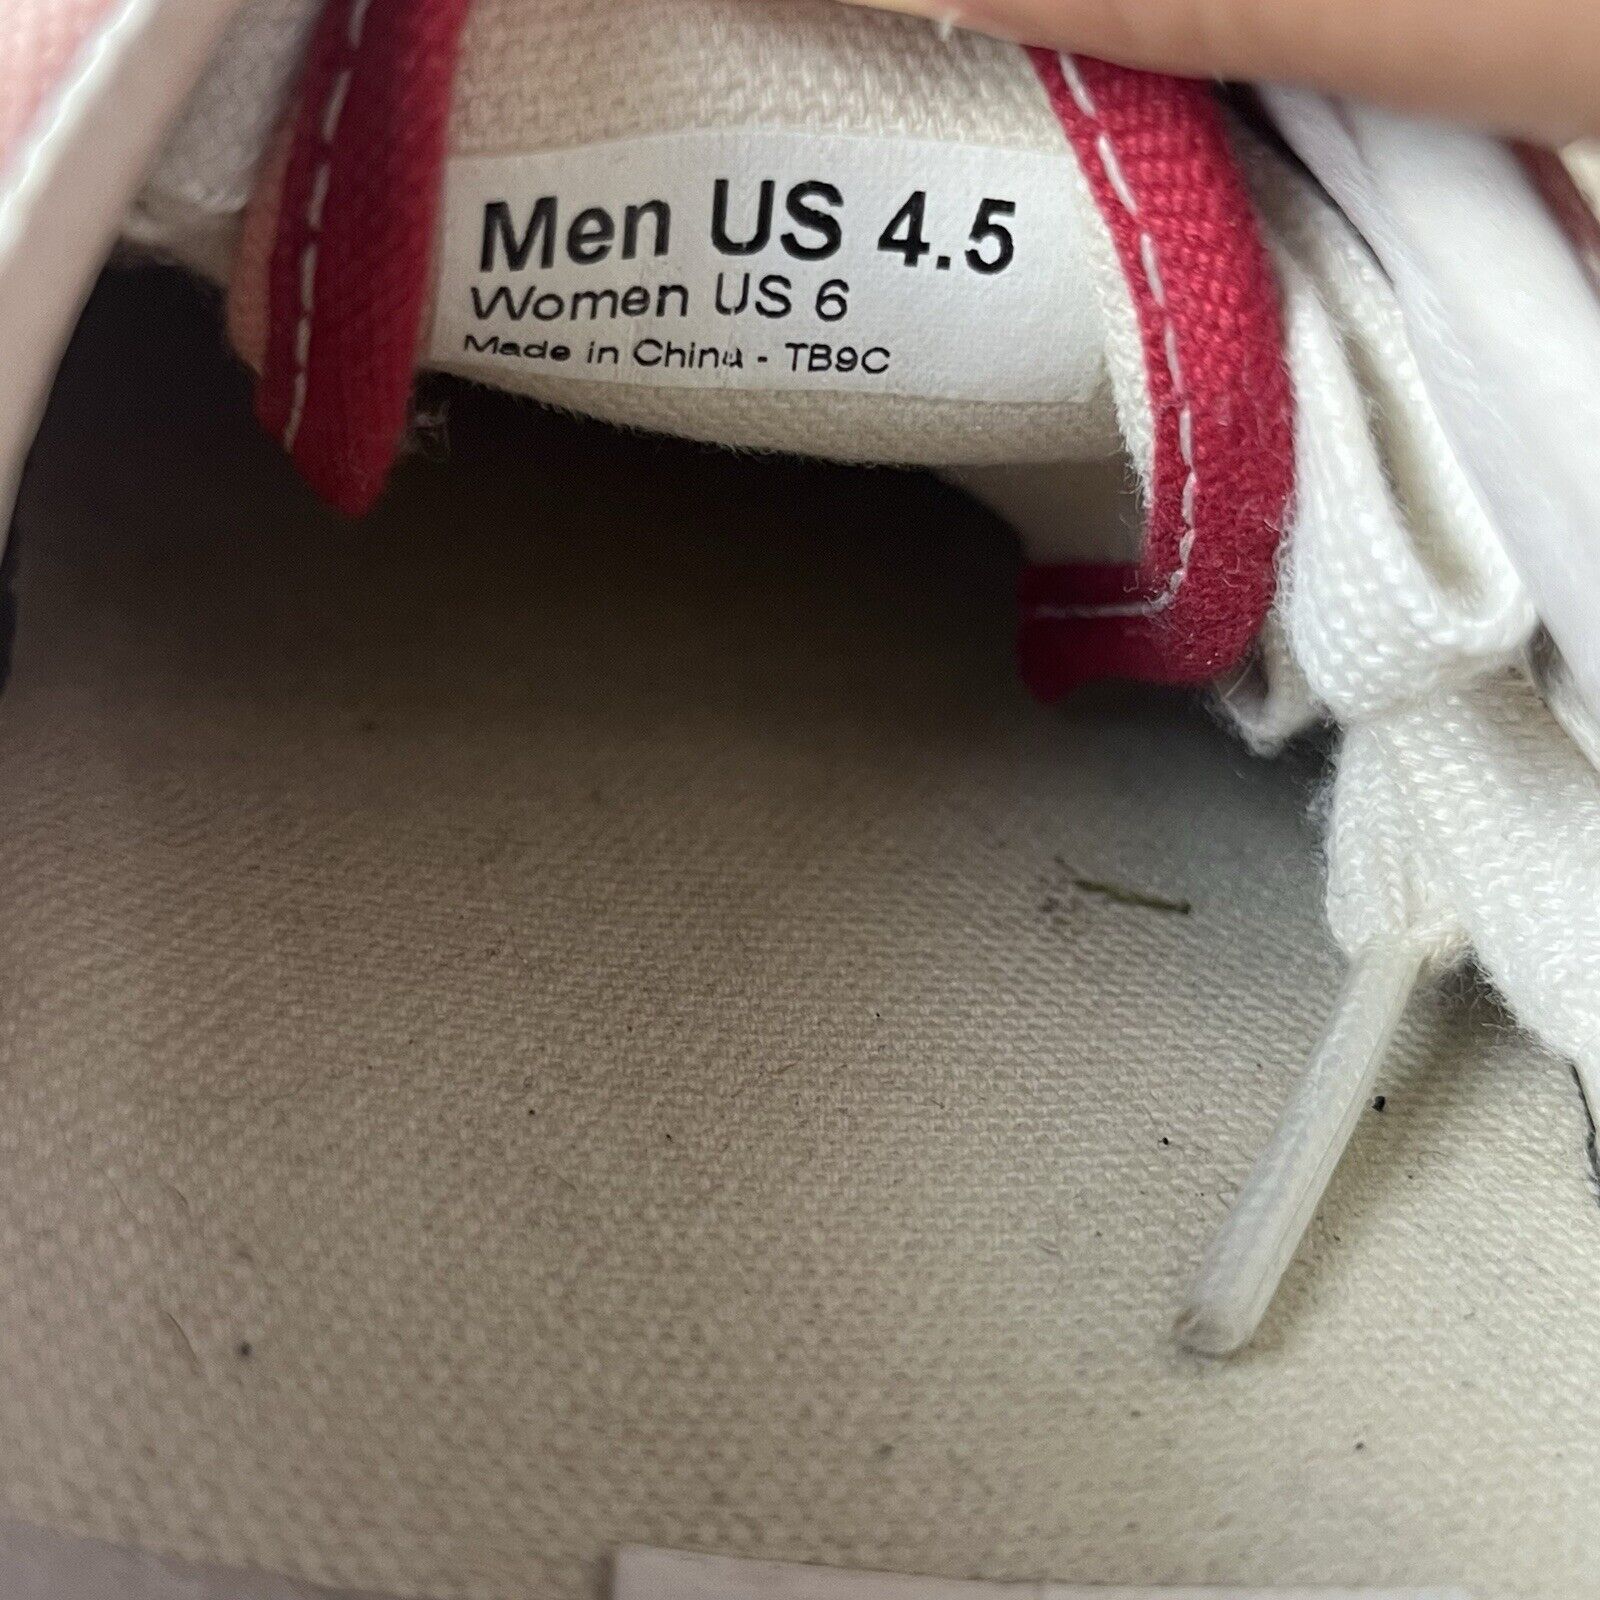 Men US 4.5
Women US 6
Made in China - TB9C